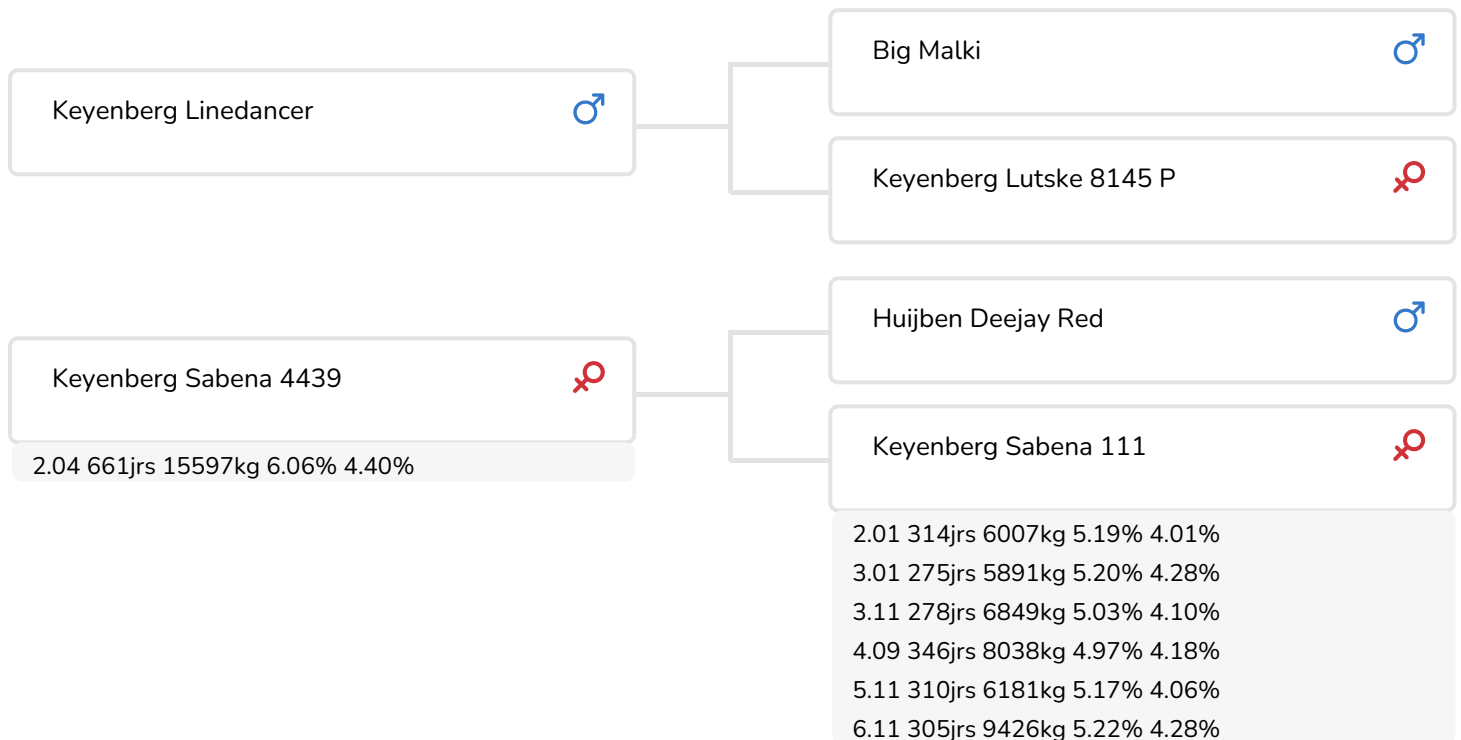 Keyenberg Linedancer
Big Malki
Keyenberg Lutske 8145 P
Keyenberg Sabena 4439
2.04 661jrs 15597kg 6.06% 4.40%
Huijben Deejay Red
Keyenberg Sabena 111
2.01 314jrs 6007kg 5.19% 4.01%
3.01 275jrs 5891kg 5.20% 4.28%
3.11 278jrs 6849kg 5.03% 4.10%
4.09 346jrs 8038kg 4.97% 4.18%
5.11 310jrs 6181kg 5.17% 4.06%
6.11 305jrs 9426kg 5.22% 4.28%